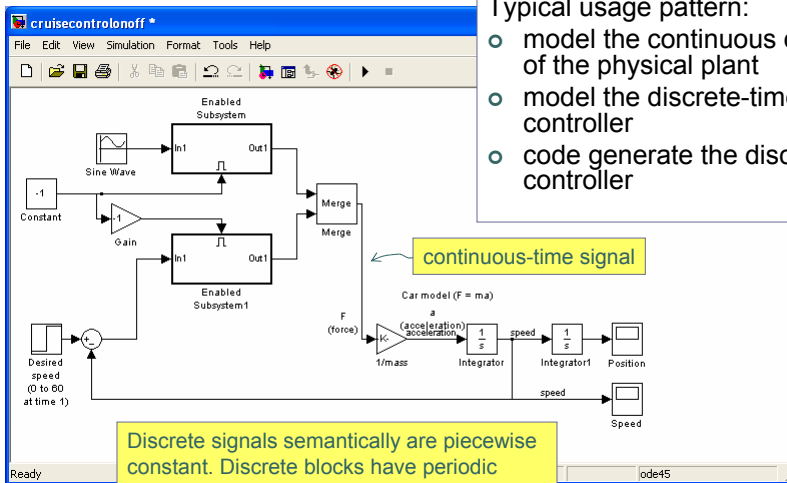 cruisecontrolonoff *
Typical usage pattern:
File Edit View Simulation Format Tools Help
o model the continuous
of the physical plant
o model the discrete-time
controller
o code generate the
controller
Enabled
Subsystem
In1
Out1
Sine Wave
-1
Constant
-1
Gain
Merge
Merge
In1
Out1
Enabled
Subsystem1
continuous-time signal
Car model (F = ma)
F
(force)
a
(acceleration)
acceleration
K-
1/mass
1
s
Integrator
speed
1
s
Integrator1
Position
+
-
Desired
speed
(0 to 60
at time 1)
speed
Speed
Discrete signals semantically are piecewise
constant. Discrete blocks have periodic
Ready
ode45